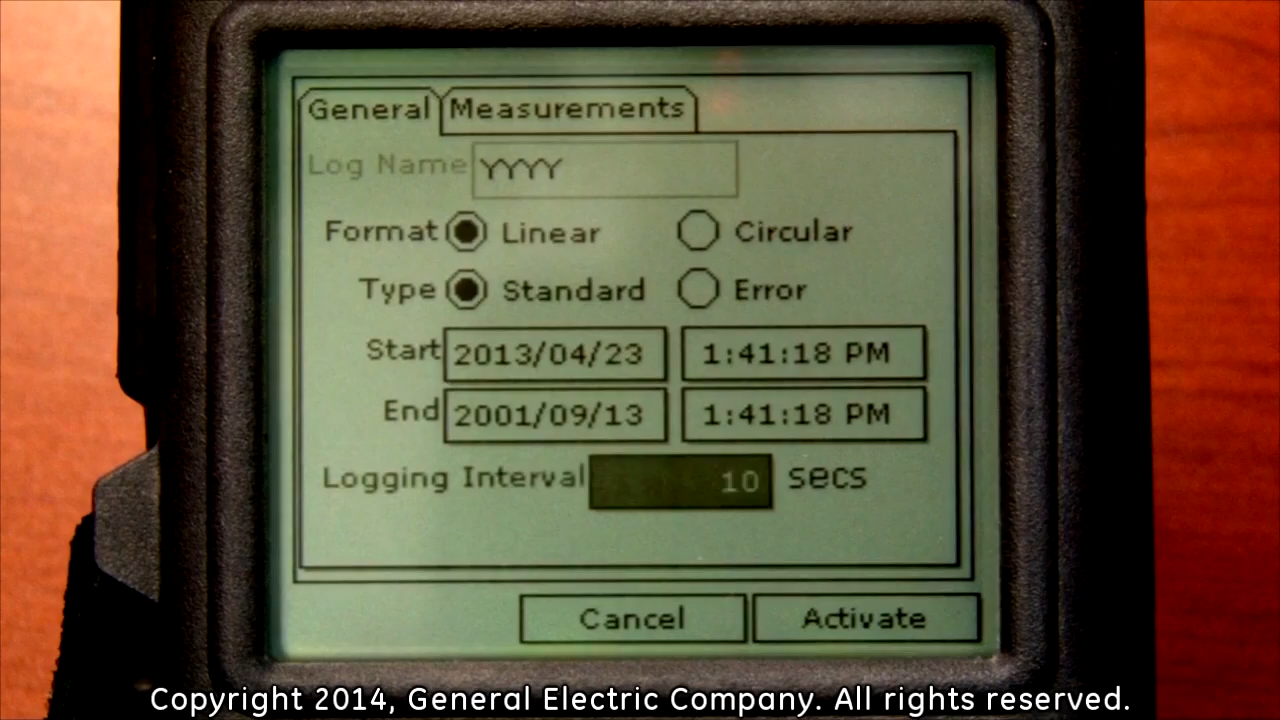 General Measurements
Log Name YYYY
Format Linear Circular
Type Standard Error
Start 2013/04/23 1:41:18 PM
End 2001/09/13 1:41:18 PM
Logging Interval 10 secs
Cancel Activate
Copyright 2014, General Electric Company. All rights reserved.